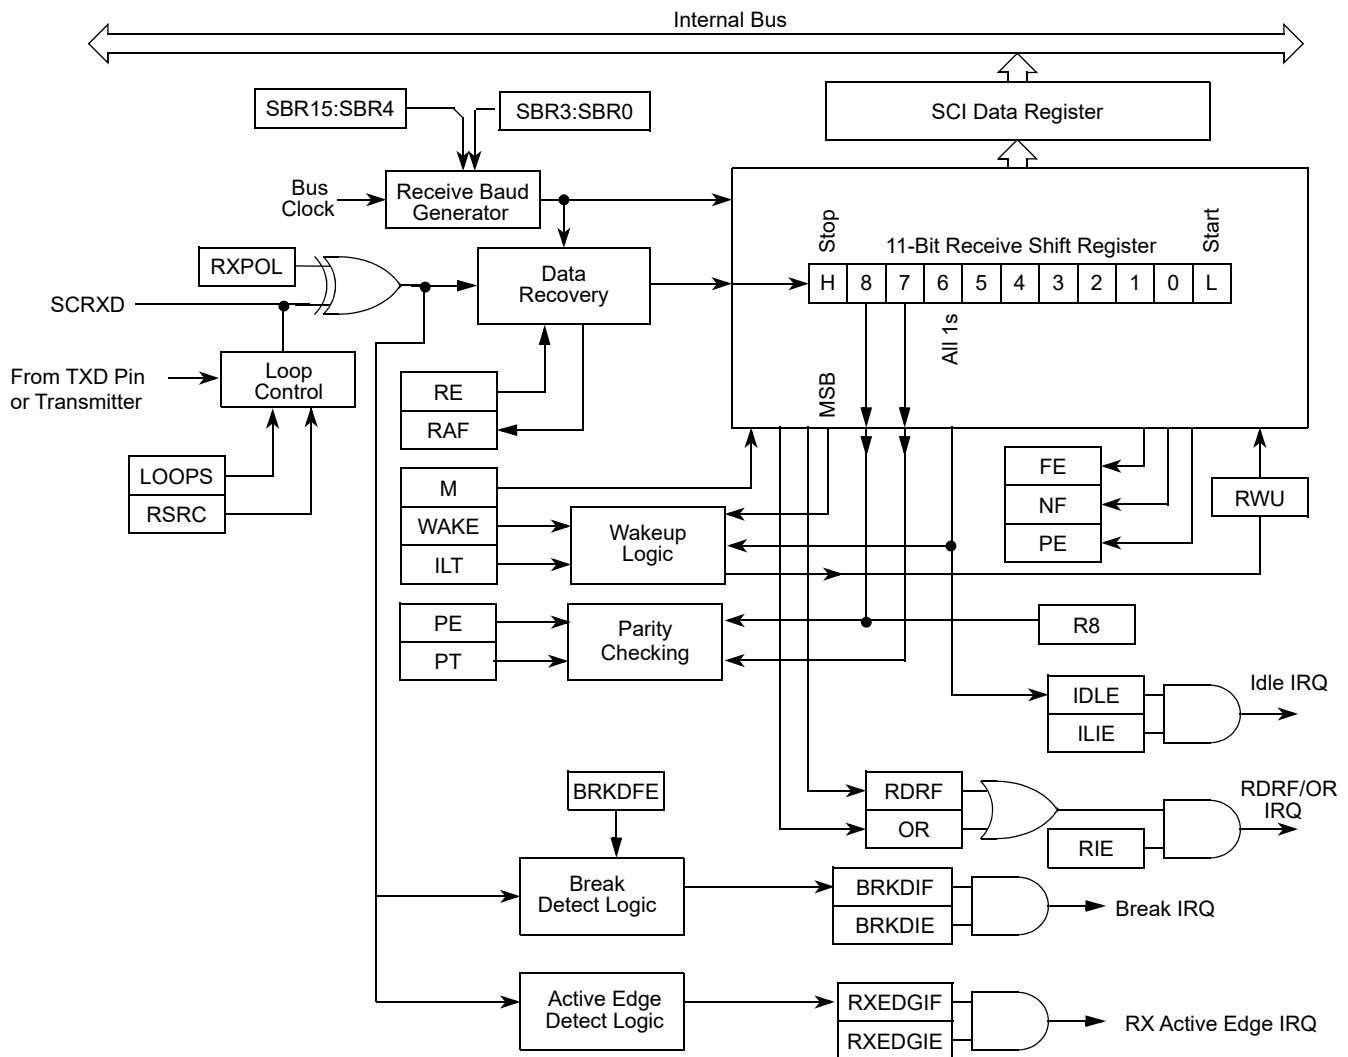 Internal Bus
SBR15:SBR4
SBR3:SBR0
SCI Data Register
Bus
Clock
Receive Baud
Generator
Stop
11-Bit Receive Shift Register
Start
RXPOL
Data
Recovery
H 8 7 6 5 4 3 2 1 0 L
SCRXD
All 1s
From TXD Pin
or Transmitter
Loop
Control
RE
RAF
MSB
LOOPS
RSRC
M
WAKE
ILT
Wakeup
Logic
FE
NF
PE
RWU
PE
PT
Parity
Checking
R8
IDLE
ILIE
Idle IRQ
BRKDFE
RDRF
OR
RIE
RDRF/OR
IRQ
Break
Detect Logic
BRKDIF
BRKDIE
Break IRQ
Active Edge
Detect Logic
RXEDGIF
RXEDGIE
RX Active Edge IRQ